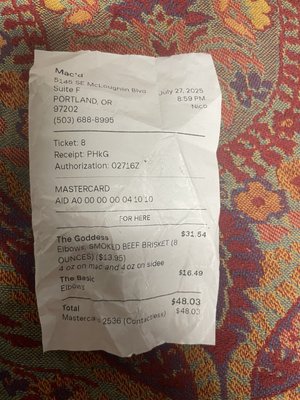 Mac'd
5145 SE McLoughlin Blvd
Suite F
PORTLAND, OR
97202
(503) 688-8995
July 27, 2025
8:59 PM
Nico
Ticket: 8
Receipt: PHkG
Authorization: 02716Z
MASTERCARD
AID A0 00 00 00 04 10 10
FOR HERE
The Goddess $31.54
Elbows, SMOKED BEEF BRISKET (8
OUNCES) ($13.95)
4 oz on mac and 4 oz on sidee
The Basic $16.49
Elbows
Total $48.03
Mastercard 2536 (Contactless) $48.03